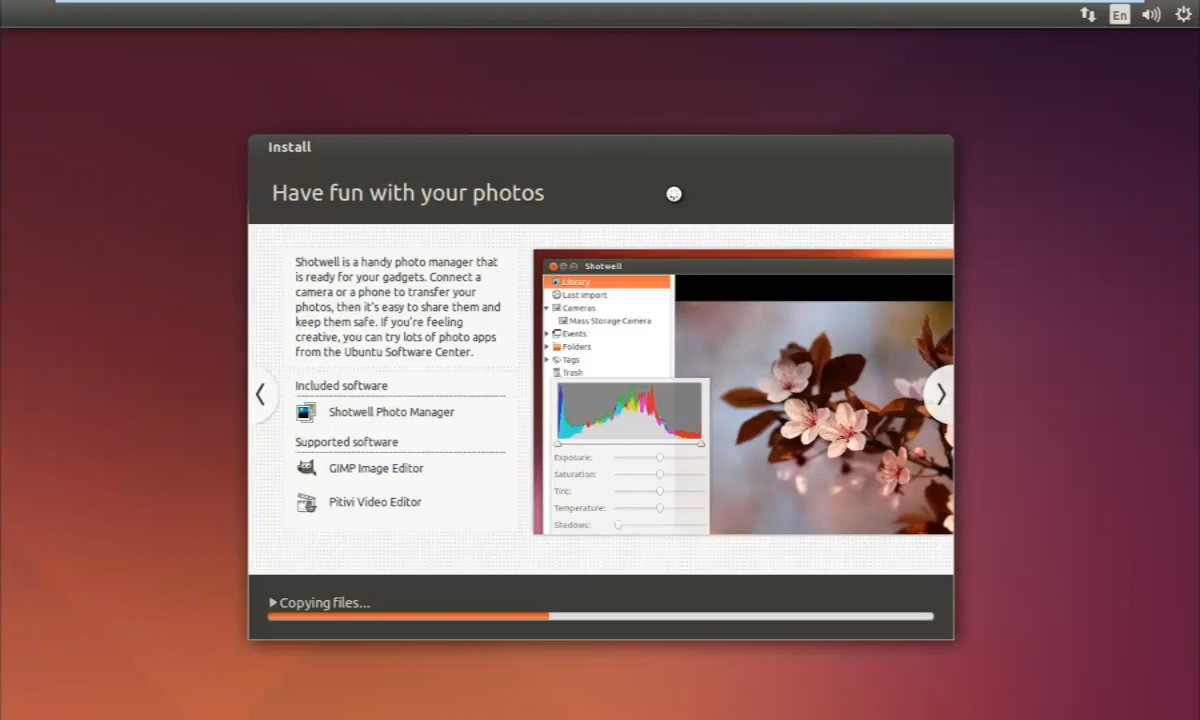 En
Install
Have fun with your photos
Shotwell is a handy photo manager that
is ready for your gadgets. Connect a
camera or a phone to transfer your
photos, then it's easy to share them and
keep them safe. If you're feeling
creative, you can try lots of photo apps
from the Ubuntu Software Center.
Included software
Shotwell Photo Manager
Supported software
GIMP Image Editor
Pitivi Video Editor
Shotwell
Library
Last Import
Cameras
Mass Storage Camera
Events
Folders
Tags
Trash
Exposure:
Saturation:
Tint:
Temperature:
Shadows:
Copying files...